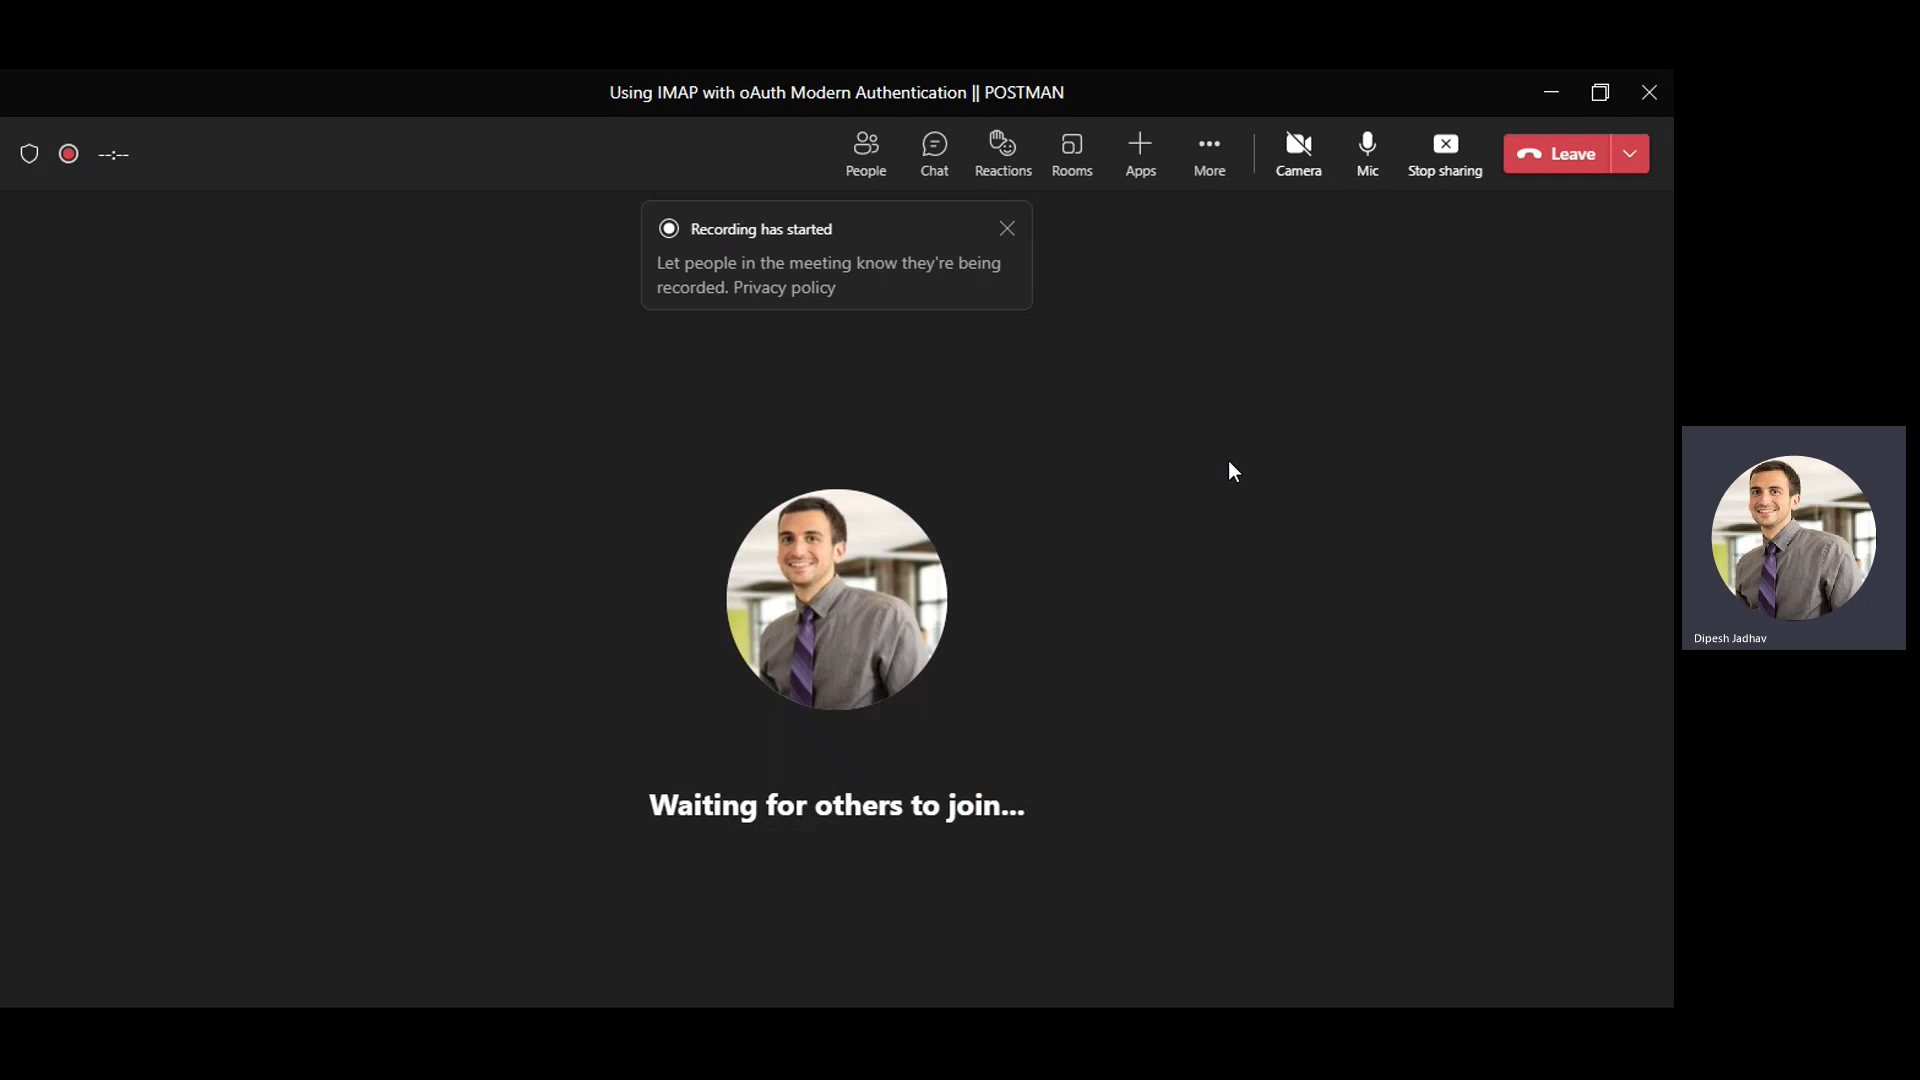 Using IMAP with oAuth Modern Authentication || POSTMAN
--:--
People
Chat
Reactions
Rooms
Apps
More
Camera
Mic
Stop sharing
Leave
Recording has started
Let people in the meeting know they're being
recorded. Privacy policy
Dipesh Jadhav
Waiting for others to join...